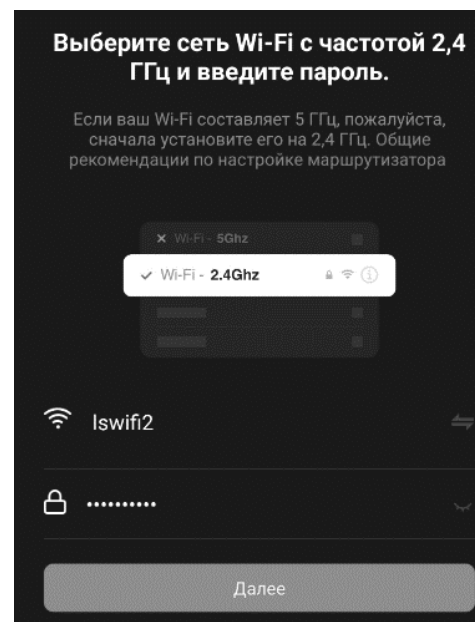 Выберите сеть Wi-Fi с частотой 2,4
ГГц и введите пароль.
Если ваш Wi-Fi составляет 5 ГГц, пожалуйста,
сначала установите его на 2,4 ГГц. Общие
рекомендации по настройке маршрутизатора
Wi-Fi - 5Ghz
Wi-Fi - 2.4Ghz
Iswifi2
••••••••••
Далее